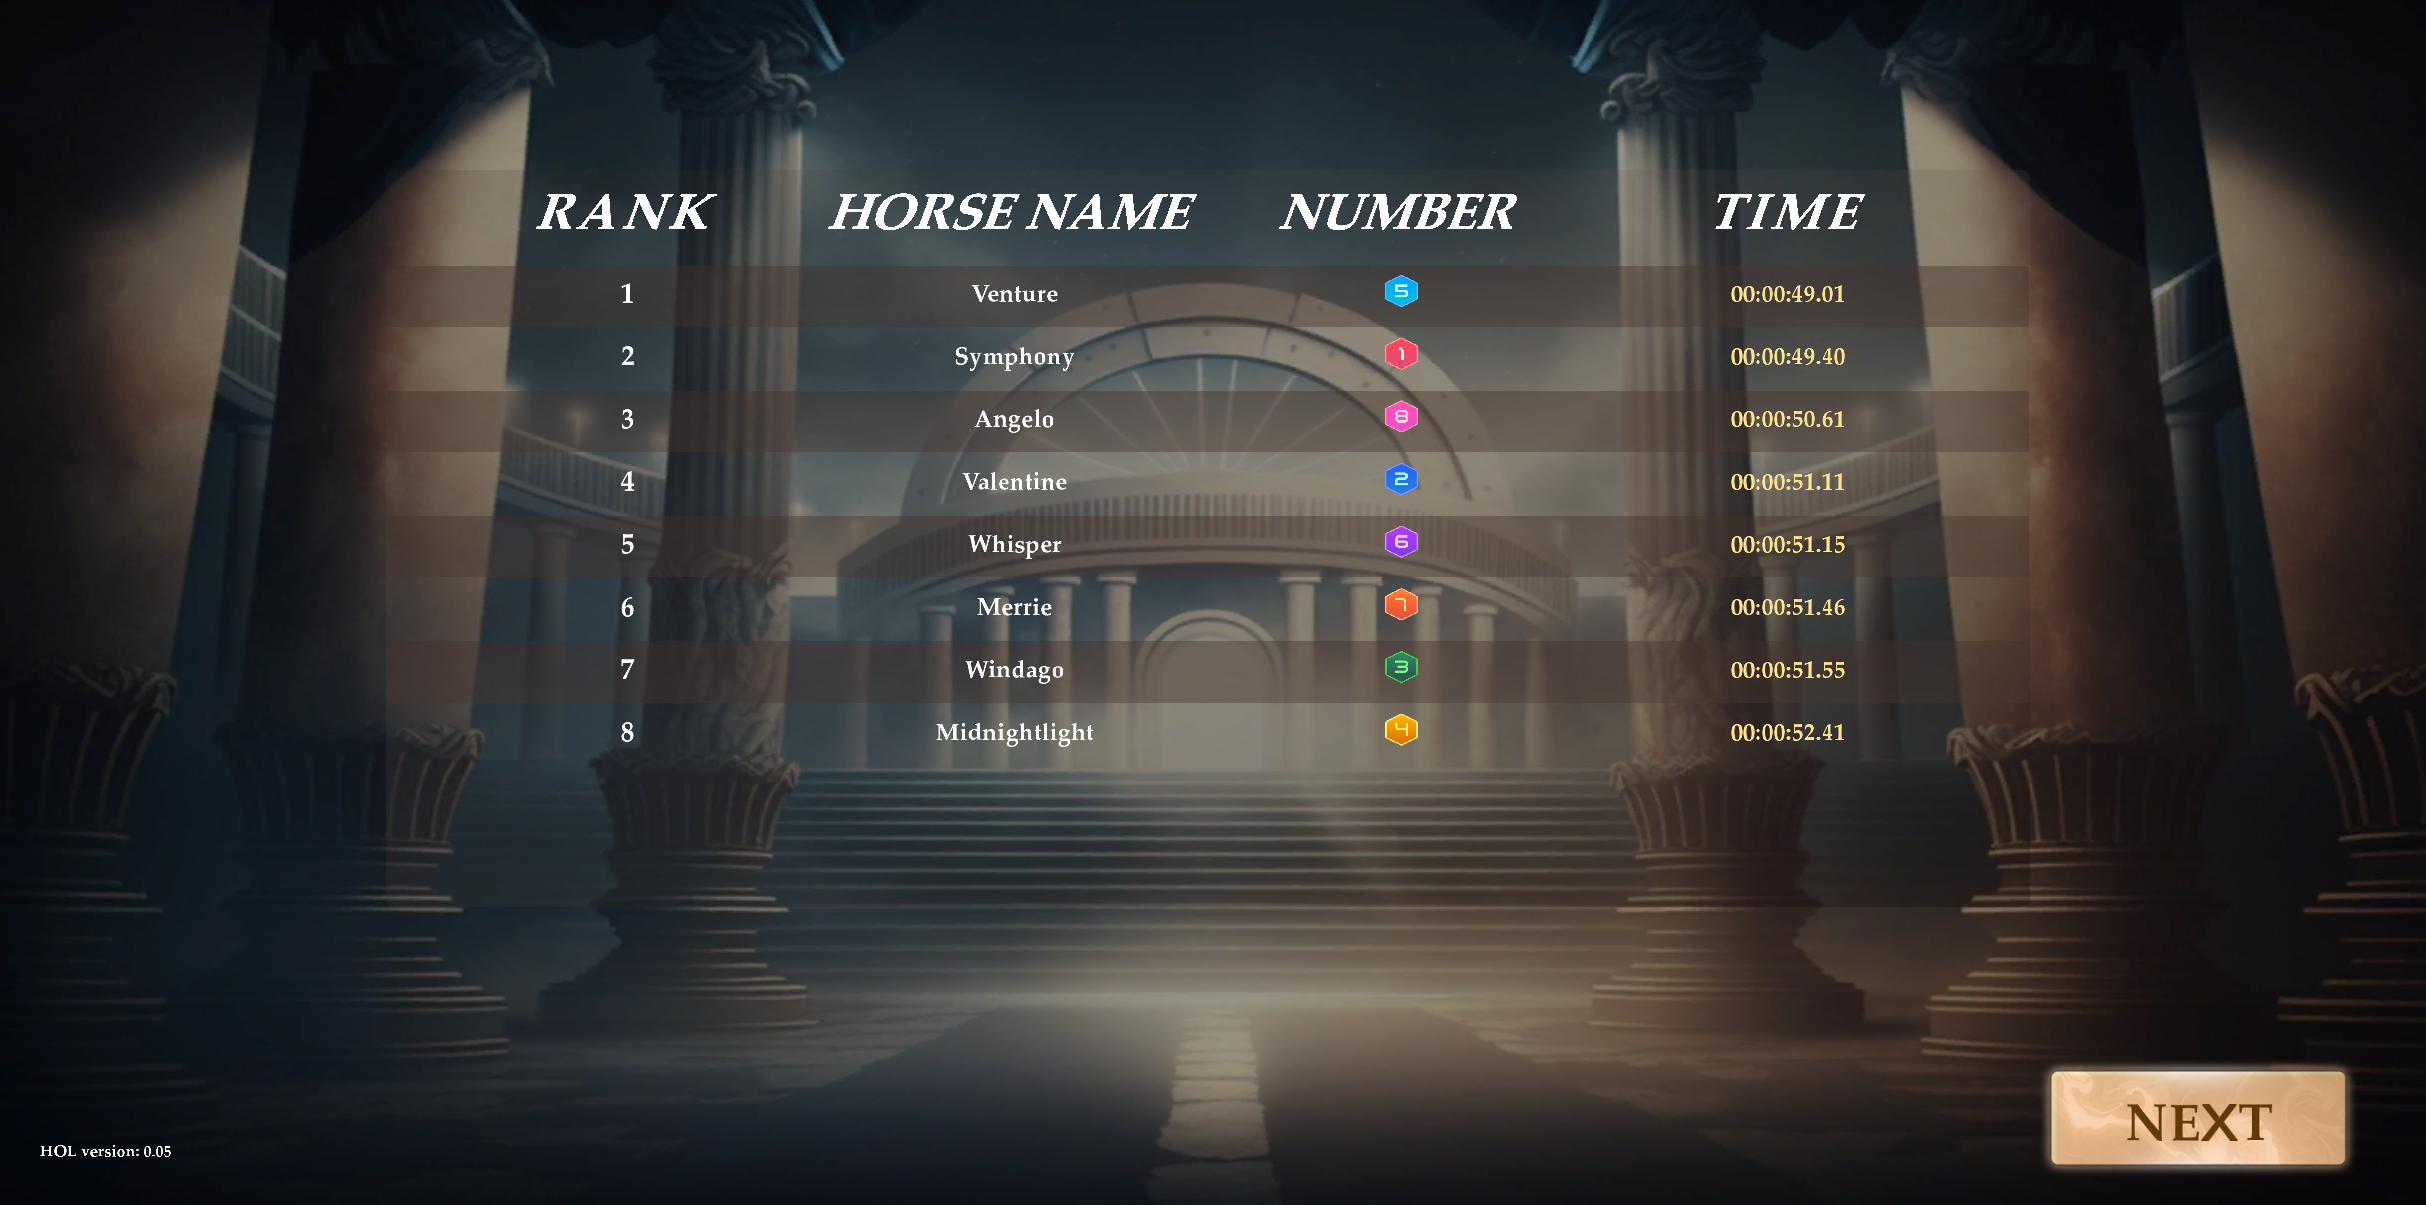 RANK HORSE NAME NUMBER TIME
1 Venture 5 00:00:49.01
2 Symphony 1 00:00:49.40
3 Angelo 8 00:00:50.61
4 Valentine 2 00:00:51.11
5 Whisper 6 00:00:51.15
6 Merrie 7 00:00:51.46
7 Windago 3 00:00:51.55
8 Midnightlight 4 00:00:52.41
NEXT
HOL version: 0.05